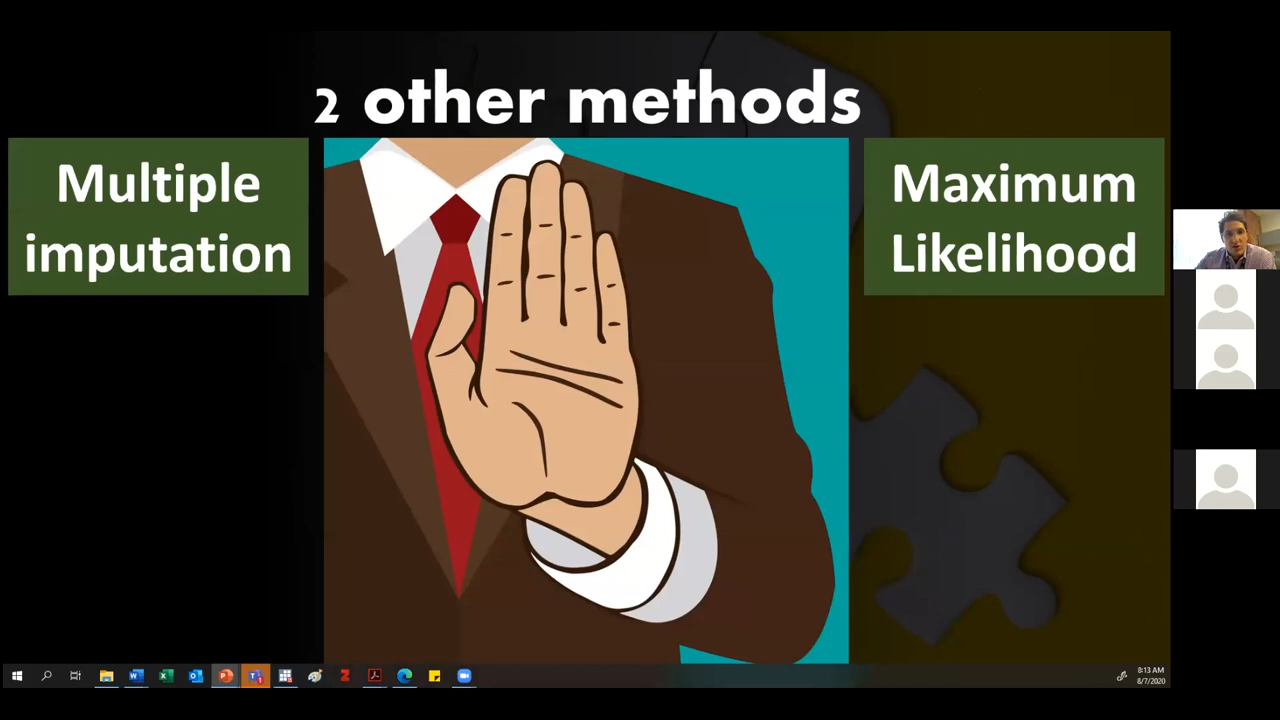 2 other methods
Multiple
imputation
Maximum
Likelihood
8:13 AM
8/7/2020